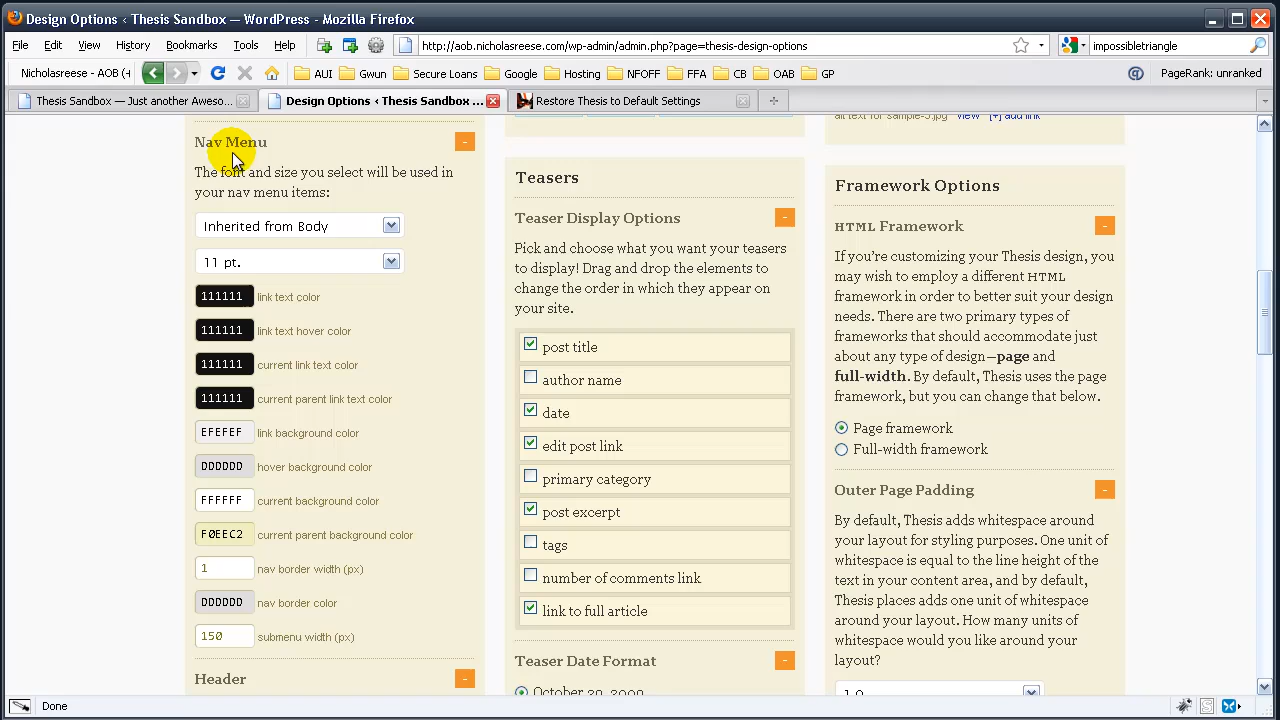 Design Options ‹ Thesis Sandbox — WordPress - Mozilla Firefox
File Edit View History Bookmarks Tools Help
http://aob.nicholasreese.com/wp-admin/admin.php?page=thesis-design-options
impossibletriangle
Nicholasreese - AOB (-(
AUI Gwun Secure Loans Google Hosting NFOFF FFA CB OAB GP
PageRank: unranked
Thesis Sandbox — Just another Aweso...
Design Options ‹ Thesis Sandbox ...
Restore Thesis to Default Settings
Nav Menu
The font and size you select will be used in
your nav menu items:
Inherited from Body
11 pt.
111111 link text color
111111 link text hover color
111111 current link text color
111111 current parent link text color
EFEFEF link background color
DDDDDD hover background color
FFFFFF current background color
F0EEC2 current parent background color
1 nav border width (px)
DDDDDD nav border color
150 submenu width (px)
Header
Teasers
Teaser Display Options
Pick and choose what you want your teasers
to display! Drag and drop the elements to
change the order in which they appear on
your site.
post title
author name
date
edit post link
primary category
post excerpt
tags
number of comments link
link to full article
Teaser Date Format
October 29, 2009
alt text for sample-5.jpg view [+] add link
Framework Options
HTML Framework
If you’re customizing your Thesis design, you
may wish to employ a different HTML
framework in order to better suit your design
needs. There are two primary types of
frameworks that should accommodate just
about any type of design—page and
full-width. By default, Thesis uses the page
framework, but you can change that below.
Page framework
Full-width framework
Outer Page Padding
By default, Thesis adds whitespace around
your layout for styling purposes. One unit of
whitespace is equal to the line height of the
text in your content area, and by default,
Thesis places adds one unit of whitespace
around your layout. How many units of
whitespace would you like around your
layout?
1.0
Done